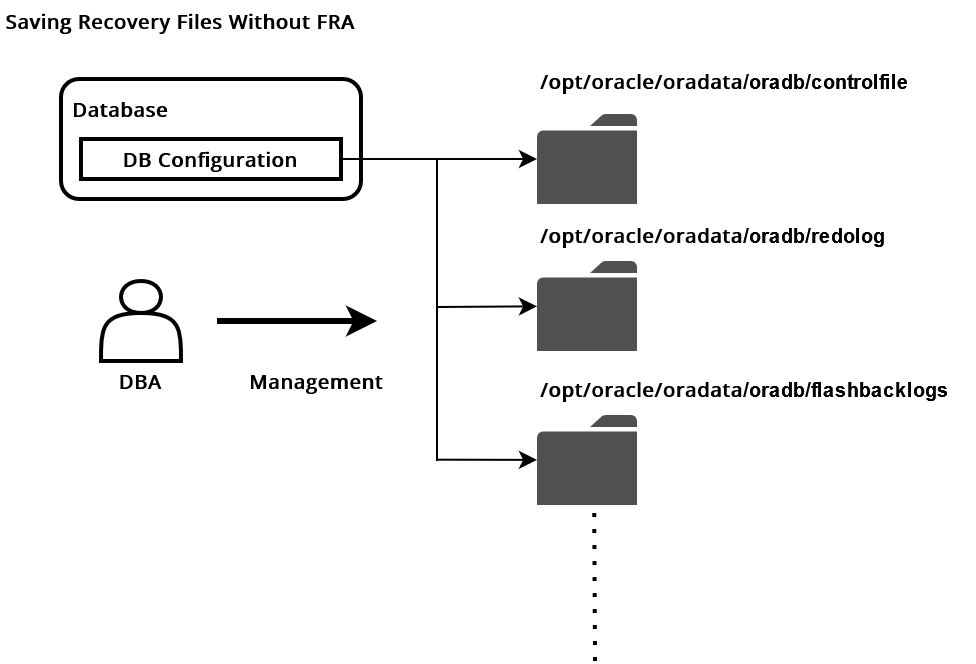 Saving Recovery Files Without FRA
Database
DB Configuration
/opt/oracle/oradata/oradb/controlfile
/opt/oracle/oradata/oradb/redolog
DBA
Management
/opt/oracle/oradata/oradb/flashbacklogs